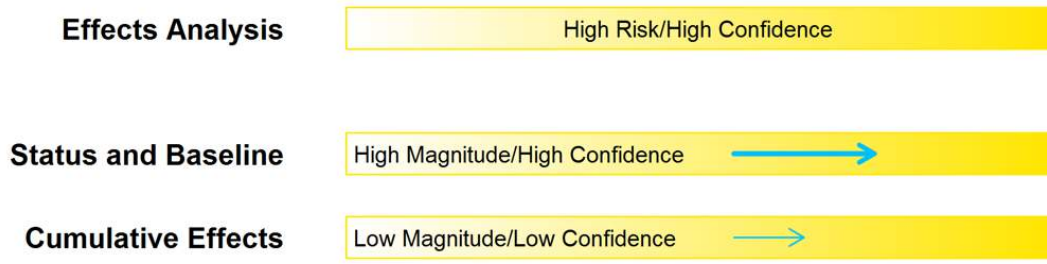 Effects Analysis High Risk/High Confidence
Status and Baseline High Magnitude/High Confidence
Cumulative Effects Low Magnitude/Low Confidence